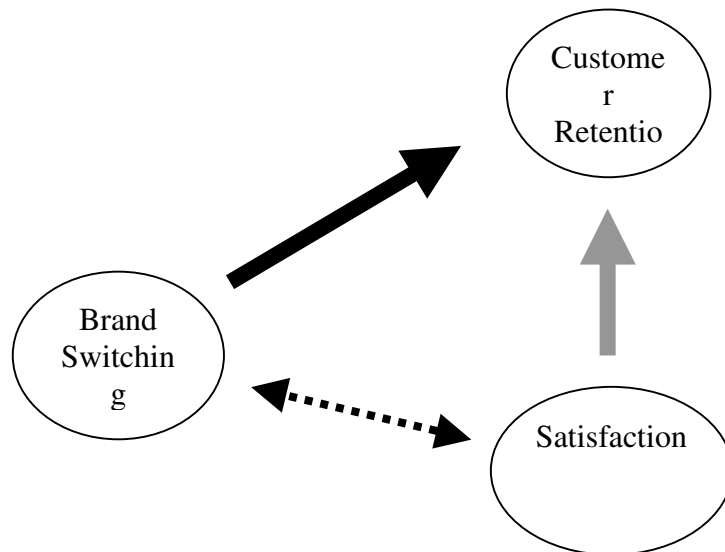 Custome
r
Retentio
Brand
Switchin
g
Satisfaction